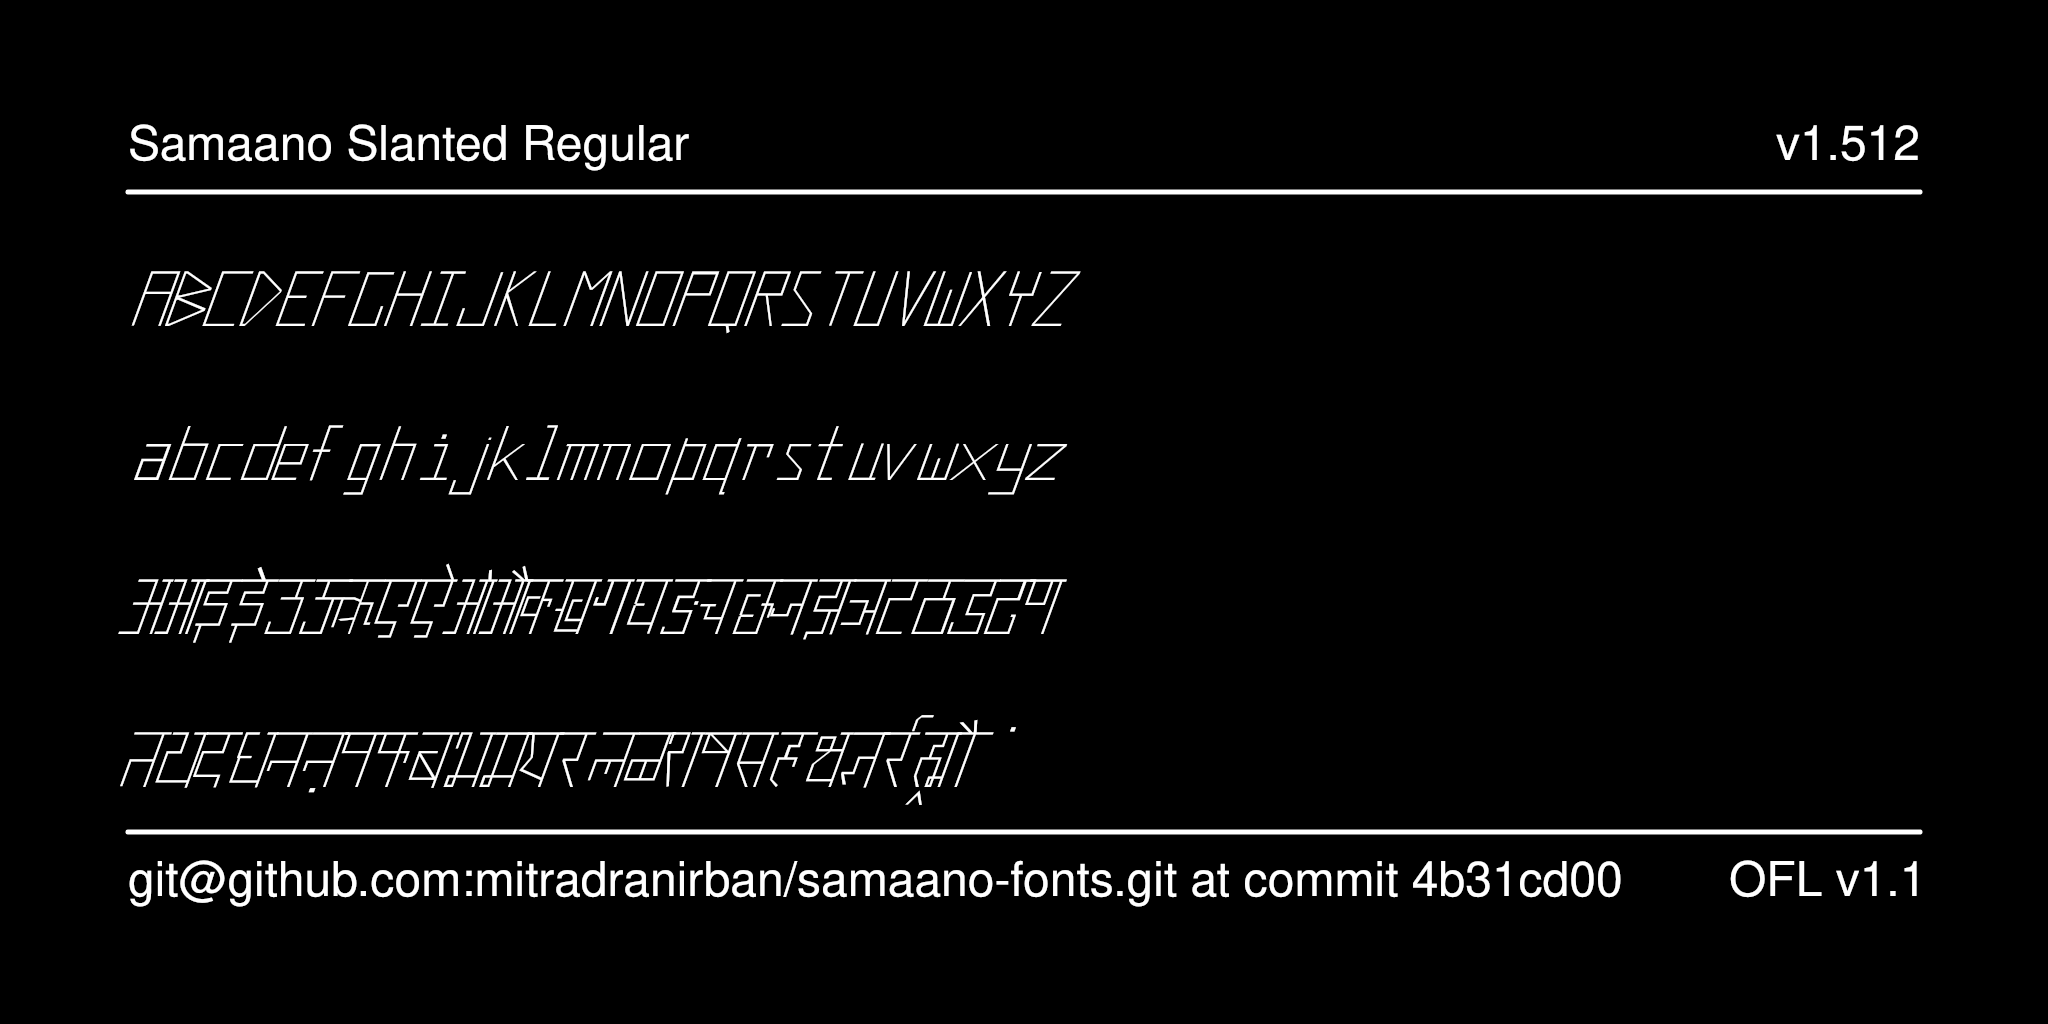 Samaano Slanted Regular
v1.512
ABCDEFGHIJKLMNOPQRSTUVWXYZ
abcdefghijklmnopqrstuvwxyz
अआइईउऊऋएऐओऔकखगघङचछजझञटठडढण
git@github.com:mitradranirban/samaano-fonts.git at commit 4b31cd00
OFL v1.1